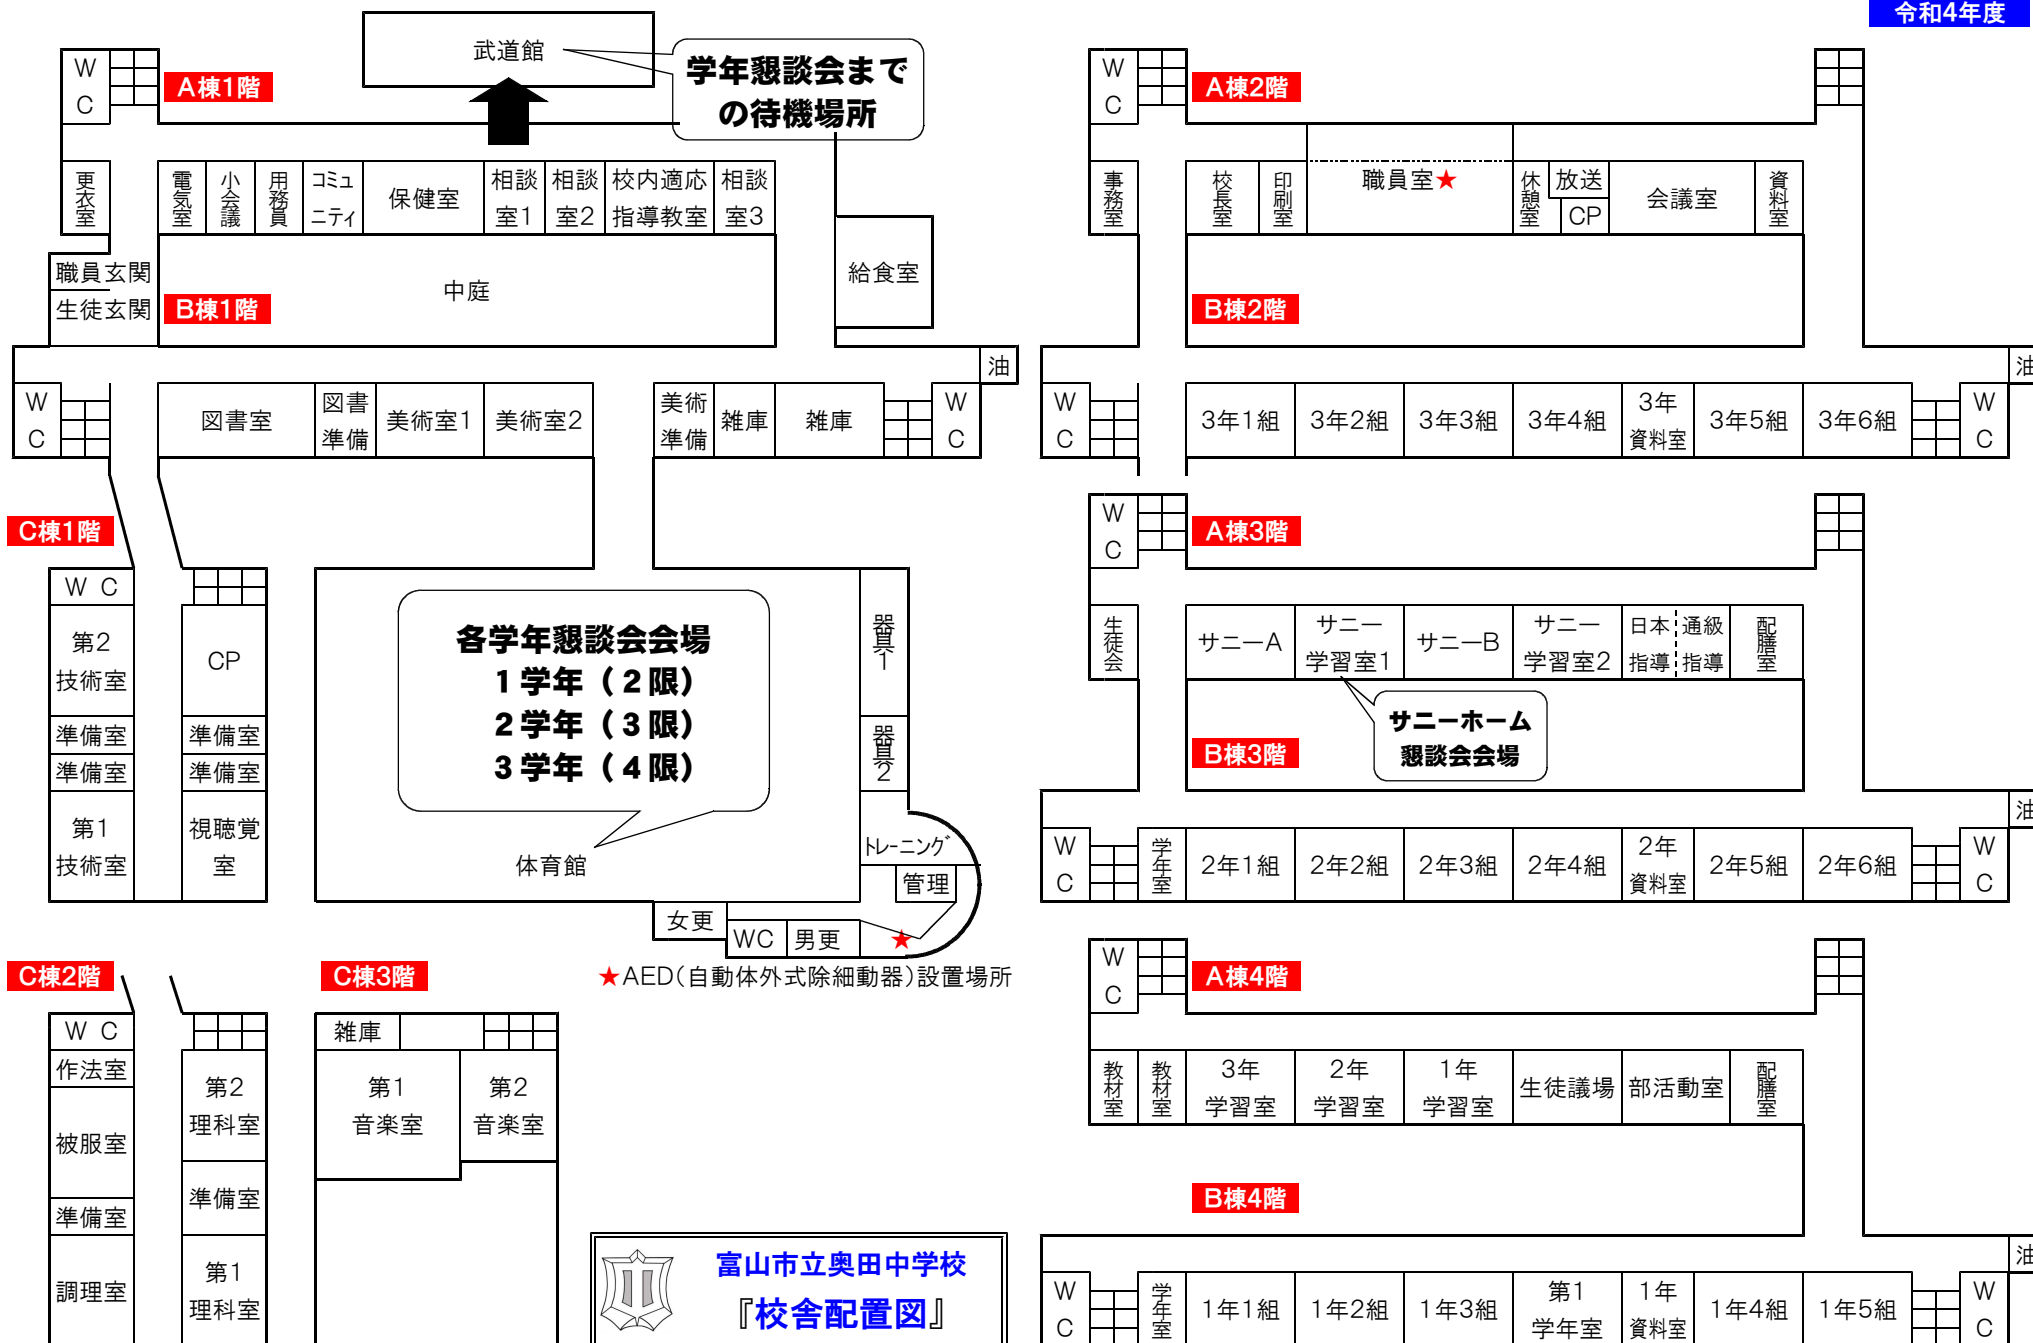 令和4年度
武道館
学年懇談会まで
の待機場所
W
C
A棟1階
更衣室
電気室
小会議
用務員
コミュ
ニティ
保健室
相談
室1
相談
室2
校内適応
指導教室
相談
室3
職員玄関
生徒玄関
B棟1階
中庭
給食室
油
W
C
図書室
図書
準備
美術室1
美術室2
美術
準備
雑庫
雑庫
W
C
C棟1階
W C
第2
技術室
準備室
準備室
第1
技術室
CP
準備室
準備室
視聴覚
室
各学年懇談会会場
1学年(2限)
2学年(3限)
3学年(4限)
体育館
器具1
器具2
トレーニング
管理
女更
WC
男更
★
★AED(自動体外式除細動器)設置場所
C棟2階
W C
作法室
被服室
準備室
調理室
第2
理科室
準備室
第1
理科室
C棟3階
雑庫
第1
音楽室
第2
音楽室
富山市立奥田中学校
『校舎配置図』
W
C
A棟2階
事務室
校長室
印刷室
職員室★
休憩室
放送
CP
会議室
資料室
B棟2階
油
W
C
3年1組
3年2組
3年3組
3年4組
3年
資料室
3年5組
3年6組
W
C
W
C
A棟3階
生徒会
サニーA
サニー
学習室1
サニーB
サニー
学習室2
日本
指導
通級
指導
配膳室
サニーホーム
懇談会会場
B棟3階
油
W
C
学年室
2年1組
2年2組
2年3組
2年4組
2年
資料室
2年5組
2年6組
W
C
W
C
A棟4階
教材室
教材室
3年
学習室
2年
学習室
1年
学習室
生徒議場
部活動室
配膳室
B棟4階
油
W
C
学年室
1年1組
1年2組
1年3組
第1
学年室
1年
資料室
1年4組
1年5組
W
C